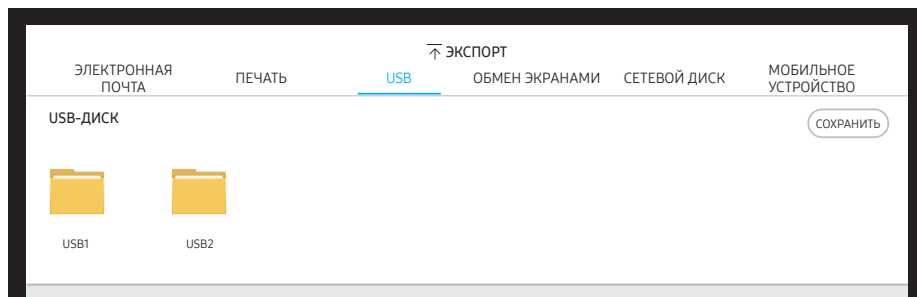 ЭКСПОРТ
ЭЛЕКТРОННАЯ
ПОЧТА
ПЕЧАТЬ
USB
ОБМЕН ЭКРАНАМИ
СЕТЕВОЙ ДИСК
МОБИЛЬНОЕ
УСТРОЙСТВО
USB-ДИСК
СОХРАНИТЬ
USB1
USB2